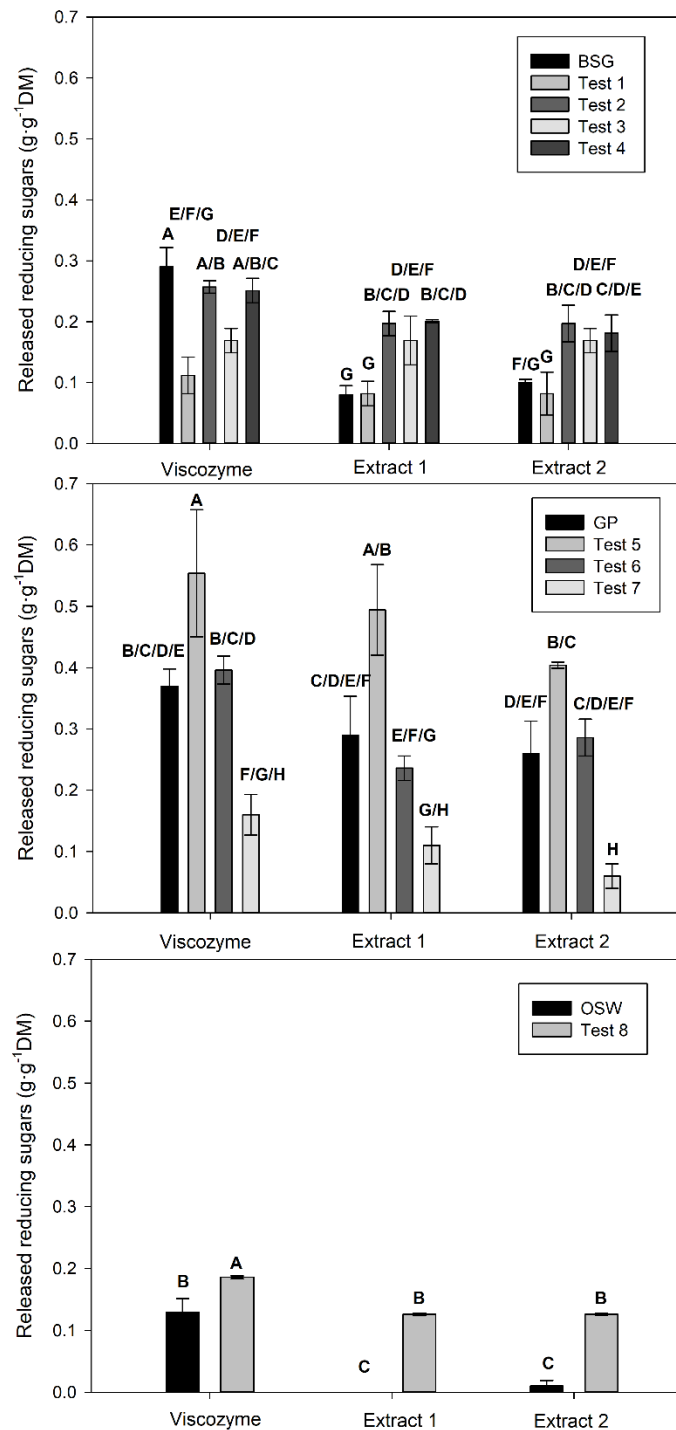 0.7
0.6
0.5
0.4
0.3
0.2
0.1
0.0
Released reducing sugars (g·g⁻¹DM)
BSG
Test 1
Test 2
Test 3
Test 4
E/F/G
A
D/E/F
A/B
A/B/C
D/E/F
B/C/D
B/C/D
G
G
D/E/F
B/C/D
C/D/E
F/G
G
Viscozyme
Extract 1
Extract 2
0.7
0.6
0.5
0.4
0.3
0.2
0.1
0.0
Released reducing sugars (g·g⁻¹DM)
GP
Test 5
Test 6
Test 7
A
B/C/D/E
B/C/D
F/G/H
A/B
C/D/E/F
E/F/G
G/H
B/C
D/E/F
C/D/E/F
H
Viscozyme
Extract 1
Extract 2
0.7
0.6
0.5
0.4
0.3
0.2
0.1
0.0
Released reducing sugars (g·g⁻¹DM)
OSW
Test 8
B
A
C
B
C
B
Viscozyme
Extract 1
Extract 2